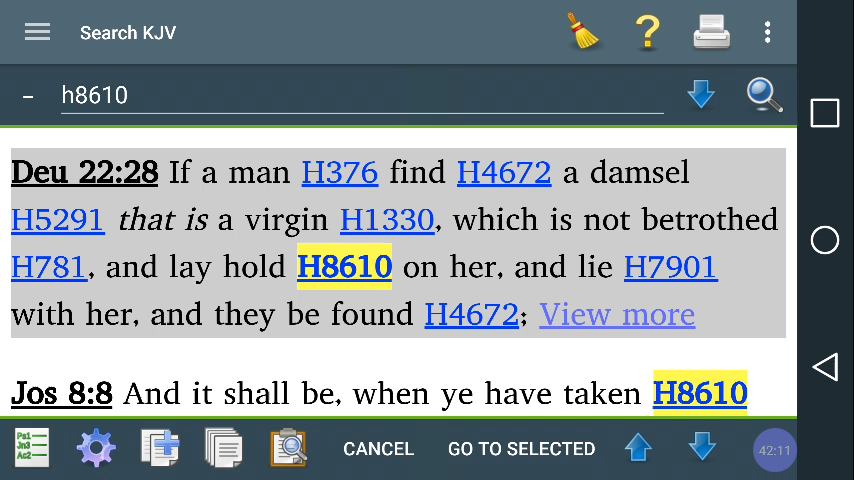 Search KJV
?
– h8610
Deu 22:28 If a man H376 find H4672 a damsel
H5291 that is a virgin H1330, which is not betrothed
H781, and lay hold H8610 on her, and lie H7901
with her, and they be found H4672; View more
Jos 8:8 And it shall be, when ye have taken H8610
Ps1
Jn3
Ac2
CANCEL GO TO SELECTED 42:11